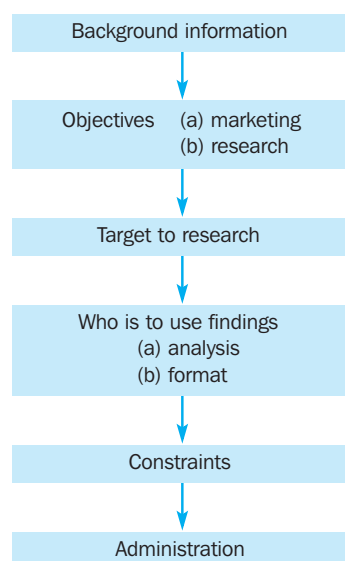 Background information
Objectives (a) marketing
(b) research
Target to research
Who is to use findings
(a) analysis
(b) format
Constraints
Administration